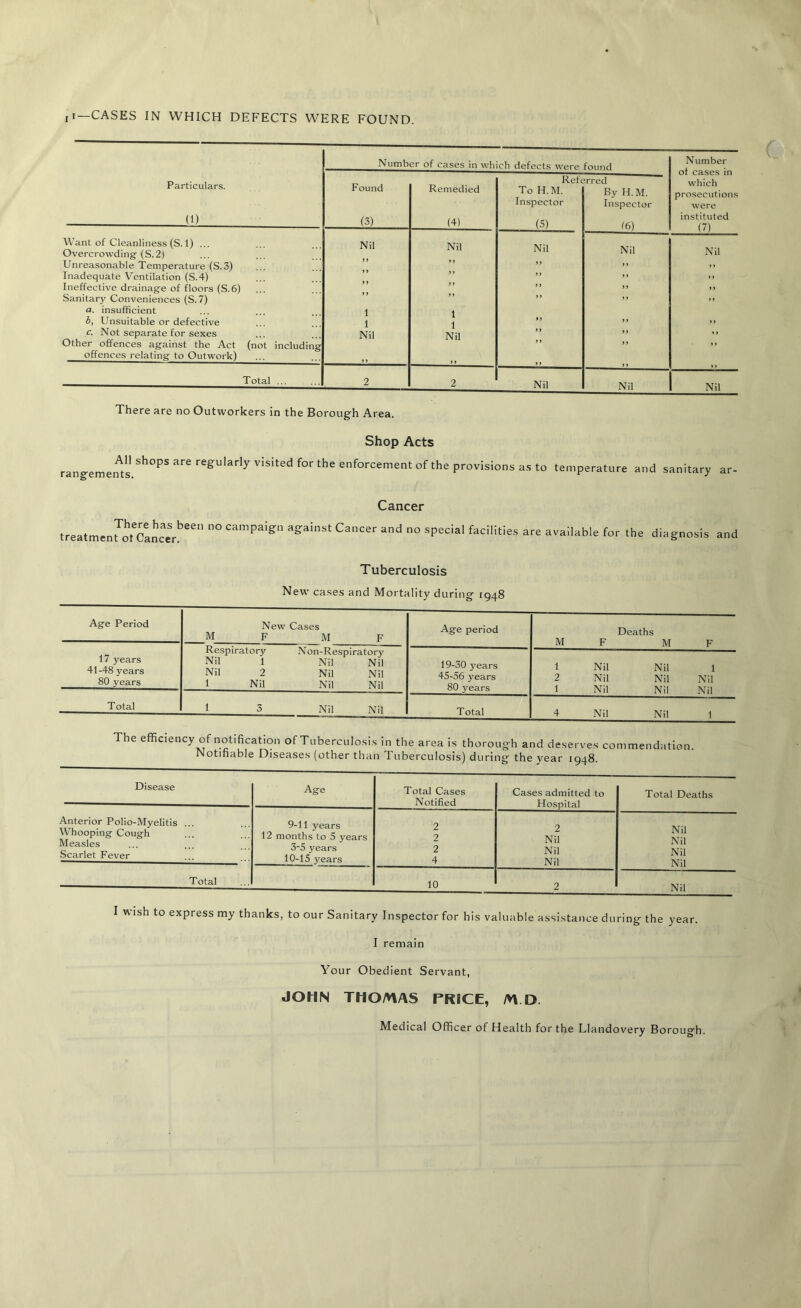 11—CASES IN WHICH DEFECTS WERE FOUND.
Particulars. (1) | Number of cases in which defects were found | Number of cases in which prosecutions were instituted (7)
Found (3) | Remedied (4) | Referred To H.M. Inspector (5) | By H.M. Inspector (6)
Want of Cleanliness (S.1) ... Nil Nil Nil Nil Nil
Overcrowding (S.2) ... ,, ,, ,, ,, ,,
Unreasonable Temperature (S.3) ... ,, ,, ,, ,, ,,
Inadequate Ventilation (S.4) ... ,, ,, ,, ,, ,,
Ineffective drainage of floors (S.6) ... ,, ,, ,, ,, ,,
Sanitary Conveniences (S.7)
a. insufficient ... 1 1 ,, ,, ,,
b, Unsuitable or defective ... 1 1 ,, ,, ,,
c. Not separate for sexes ... Nil Nil ,, ,, ,,
Other offences against the Act (not including
offences relating to Outwork) ... ,, ,, ,, ,, ,,
Total ... 2 2 Nil Nil Nil
There are no Outworkers in the Borough Area.
Shop Acts
All shops are regularly visited for the enforcement of the provisions as to temperature and sanitary ar-
rangements.
Cancer
There has been no campaign against Cancer and no special facilities are available for the diagnosis and
treatment of Cancer.
Tuberculosis
New cases and Mortality during 1948
Age Period | New Cases | Age period | Deaths
M F M F | M F M F
Respiratory Non-Respiratory
17 years Nil 1 Nil Nil | 19-30 years 1 Nil Nil 1
41-48 years Nil 2 Nil Nil | 45-56 years 2 Nil Nil Nil
80 years 1 Nil Nil Nil | 80 years 1 Nil Nil Nil
Total 1 3 Nil Nil | Total 4 Nil Nil 1
The efficiency of notification of Tuberculosis in the area is thorough and deserves commendation.
Notifiable Diseases (other than Tuberculosis) during the year 1948.
Disease | Age | Total Cases Notified | Cases admitted to Hospital | Total Deaths
Anterior Polio-Myelitis ... 9-11 years 2 2 Nil
Whooping Cough ... 12 months to 5 years 2 Nil Nil
Measles ... 3-5 years 2 Nil Nil
Scarlet Fever ... 10-15 years 4 Nil Nil
Total ... 10 2 Nil
I wish to express my thanks, to our Sanitary Inspector for his valuable assistance during the year.
I remain
Your Obedient Servant,
JOHN THOMAS PRICE, M.D.
Medical Officer of Health for the Llandovery Borough.